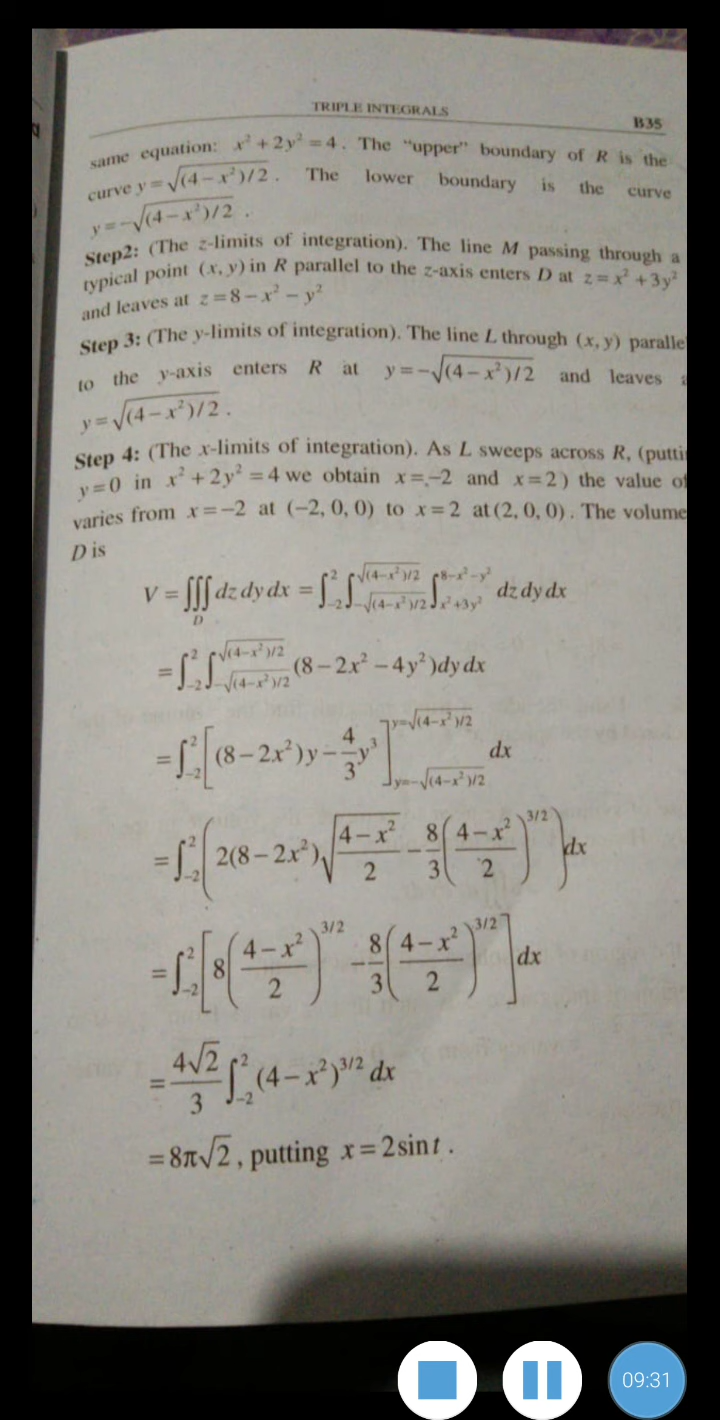 TRIPLE INTEGRALS
B35
same equation: x² + 2y² = 4. The "upper" boundary of R is the
curve y = √(4 − x²)/2. The lower boundary is the curve
y = −√(4 − x²)/2.
Step2: (The z-limits of integration). The line M passing through a
typical point (x, y) in R parallel to the z-axis enters D at z = x² + 3y²
and leaves at z = 8 − x² − y²
Step 3: (The y-limits of integration). The line L through (x, y) paralle
to the y-axis enters R at y = −√(4 − x²)/2 and leaves
y = √(4 − x²)/2.
Step 4: (The x-limits of integration). As L sweeps across R, (putti
y = 0 in x² + 2y² = 4 we obtain x = −2 and x = 2) the value of
varies from x = −2 at (−2, 0, 0) to x = 2 at (2, 0, 0). The volume
D is
V = ∭_D dz dy dx = ∫_{−2}^{2} ∫_{−√(4−x²)/2}^{√(4−x²)/2} ∫_{x²+3y²}^{8−x²−y²} dz dy dx
= ∫_{−2}^{2} ∫_{−√(4−x²)/2}^{√(4−x²)/2} (8 − 2x² − 4y²) dy dx
= ∫_{−2}^{2} [(8 − 2x²)y − 4/3 y³]_{y=−√(4−x²)/2}^{y=√(4−x²)/2} dx
= ∫_{−2}^{2} (2(8 − 2x²)√((4 − x²)/2) − 8/3 ((4 − x²)/2)^{3/2}) dx
= ∫_{−2}^{2} [8((4 − x²)/2)^{3/2} − 8/3 ((4 − x²)/2)^{3/2}] dx
= 4√2/3 ∫_{−2}^{2} (4 − x²)^{3/2} dx
= 8π√2, putting x = 2 sin t.
09:31